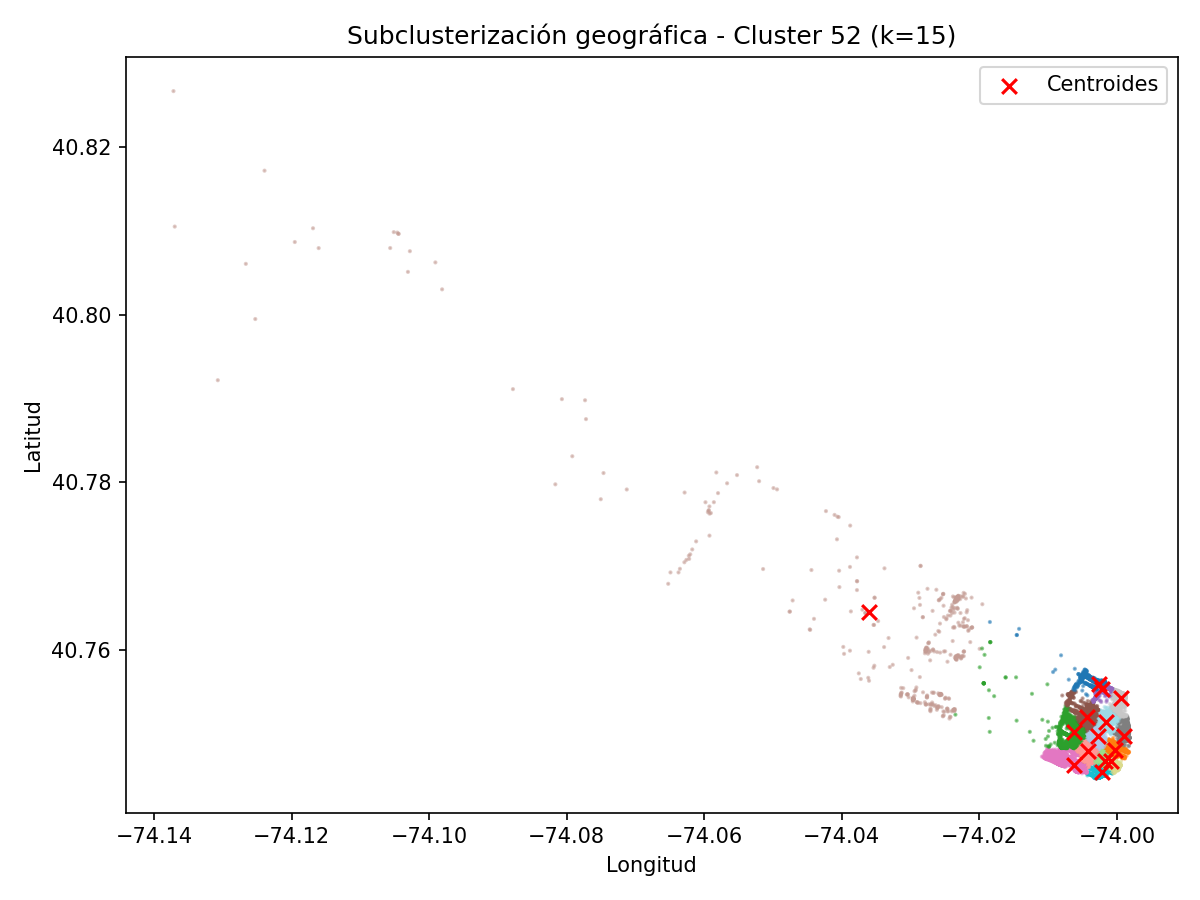 Subclusterización geográfica - Cluster 52 (k=15)
Centroides
40.82
40.80
40.78
40.76
Latitud
−74.14 −74.12 −74.10 −74.08 −74.06 −74.04 −74.02 −74.00
Longitud